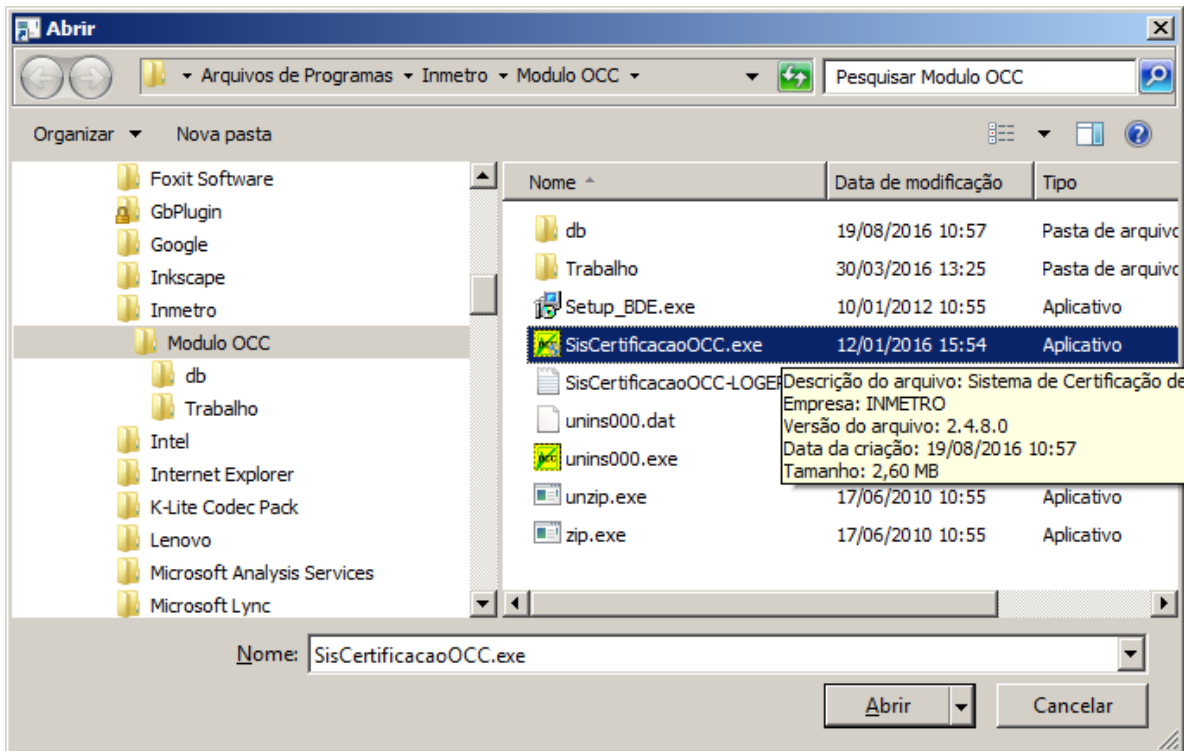 Abrir
Arquivos de Programas Inmetro Modulo OCC
Pesquisar Modulo OCC
Organizar Nova pasta
Foxit Software
GbPlugin
Google
Inkscape
Inmetro
Modulo OCC
db
Trabalho
Intel
Internet Explorer
K-Lite Codec Pack
Lenovo
Microsoft Analysis Services
Microsoft Lync
Nome Data de modificação Tipo
db 19/08/2016 10:57 Pasta de arquivo
Trabalho 30/03/2016 13:25 Pasta de arquivo
Setup_BDE.exe 10/01/2012 10:55 Aplicativo
SisCertificacaoOCC.exe 12/01/2016 15:54 Aplicativo
SisCertificacaoOCC-LOGER
unins000.dat
unins000.exe
unzip.exe 17/06/2010 10:55 Aplicativo
zip.exe 17/06/2010 10:55 Aplicativo
Descrição do arquivo: Sistema de Certificação de
Empresa: INMETRO
Versão do arquivo: 2.4.8.0
Data da criação: 19/08/2016 10:57
Tamanho: 2,60 MB
Nome: SisCertificacaoOCC.exe
Abrir Cancelar